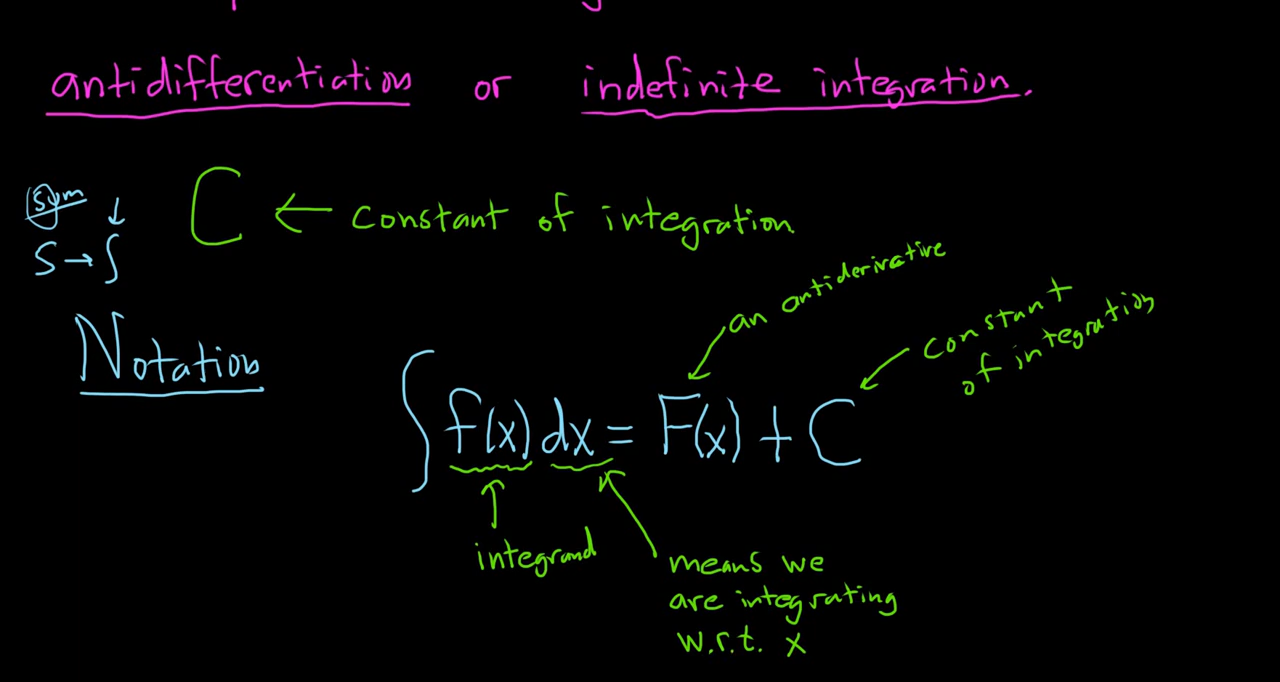 antidifferentiation or indefinite integration.
sym
S → ∫
C ← constant of integration
Notation
an antiderivative
constant
of integration
∫ f(x) dx = F(x) + C
integrand
means we
are integrating
w.r.t. x